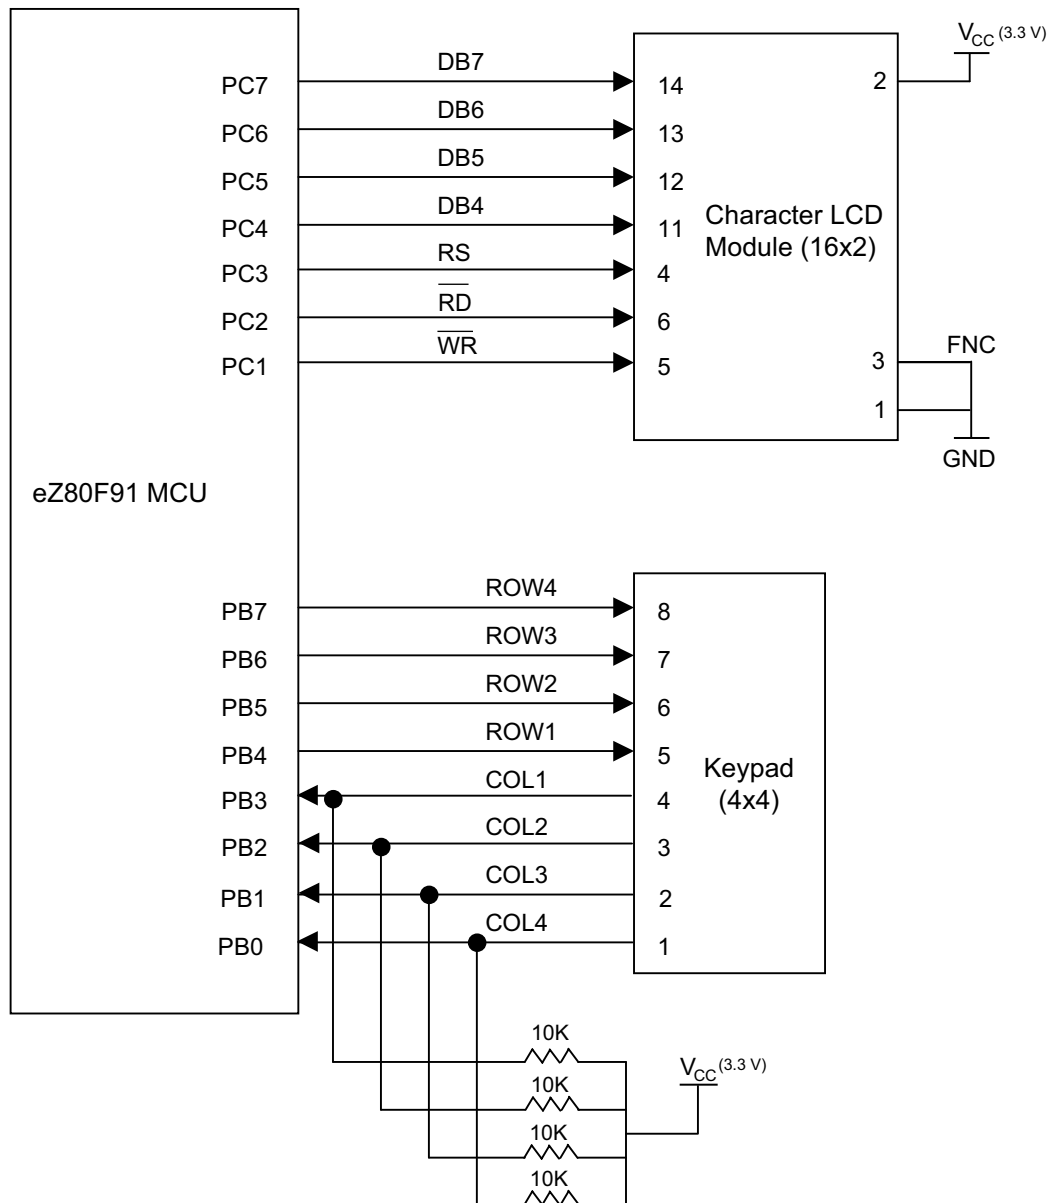 VCC (3.3 V)
DB7
PC7
14
2
DB6
PC6
13
DB5
PC5
12
DB4
PC4
11
Character LCD
Module (16x2)
RS
PC3
4
RD
PC2
6
WR
PC1
5
3
FNC
1
GND
eZ80F91 MCU
ROW4
PB7
8
ROW3
PB6
7
ROW2
PB5
6
ROW1
PB4
5
Keypad
(4x4)
COL1
PB3
4
COL2
PB2
3
COL3
PB1
2
COL4
PB0
1
10K
VCC (3.3 V)
10K
10K
10K